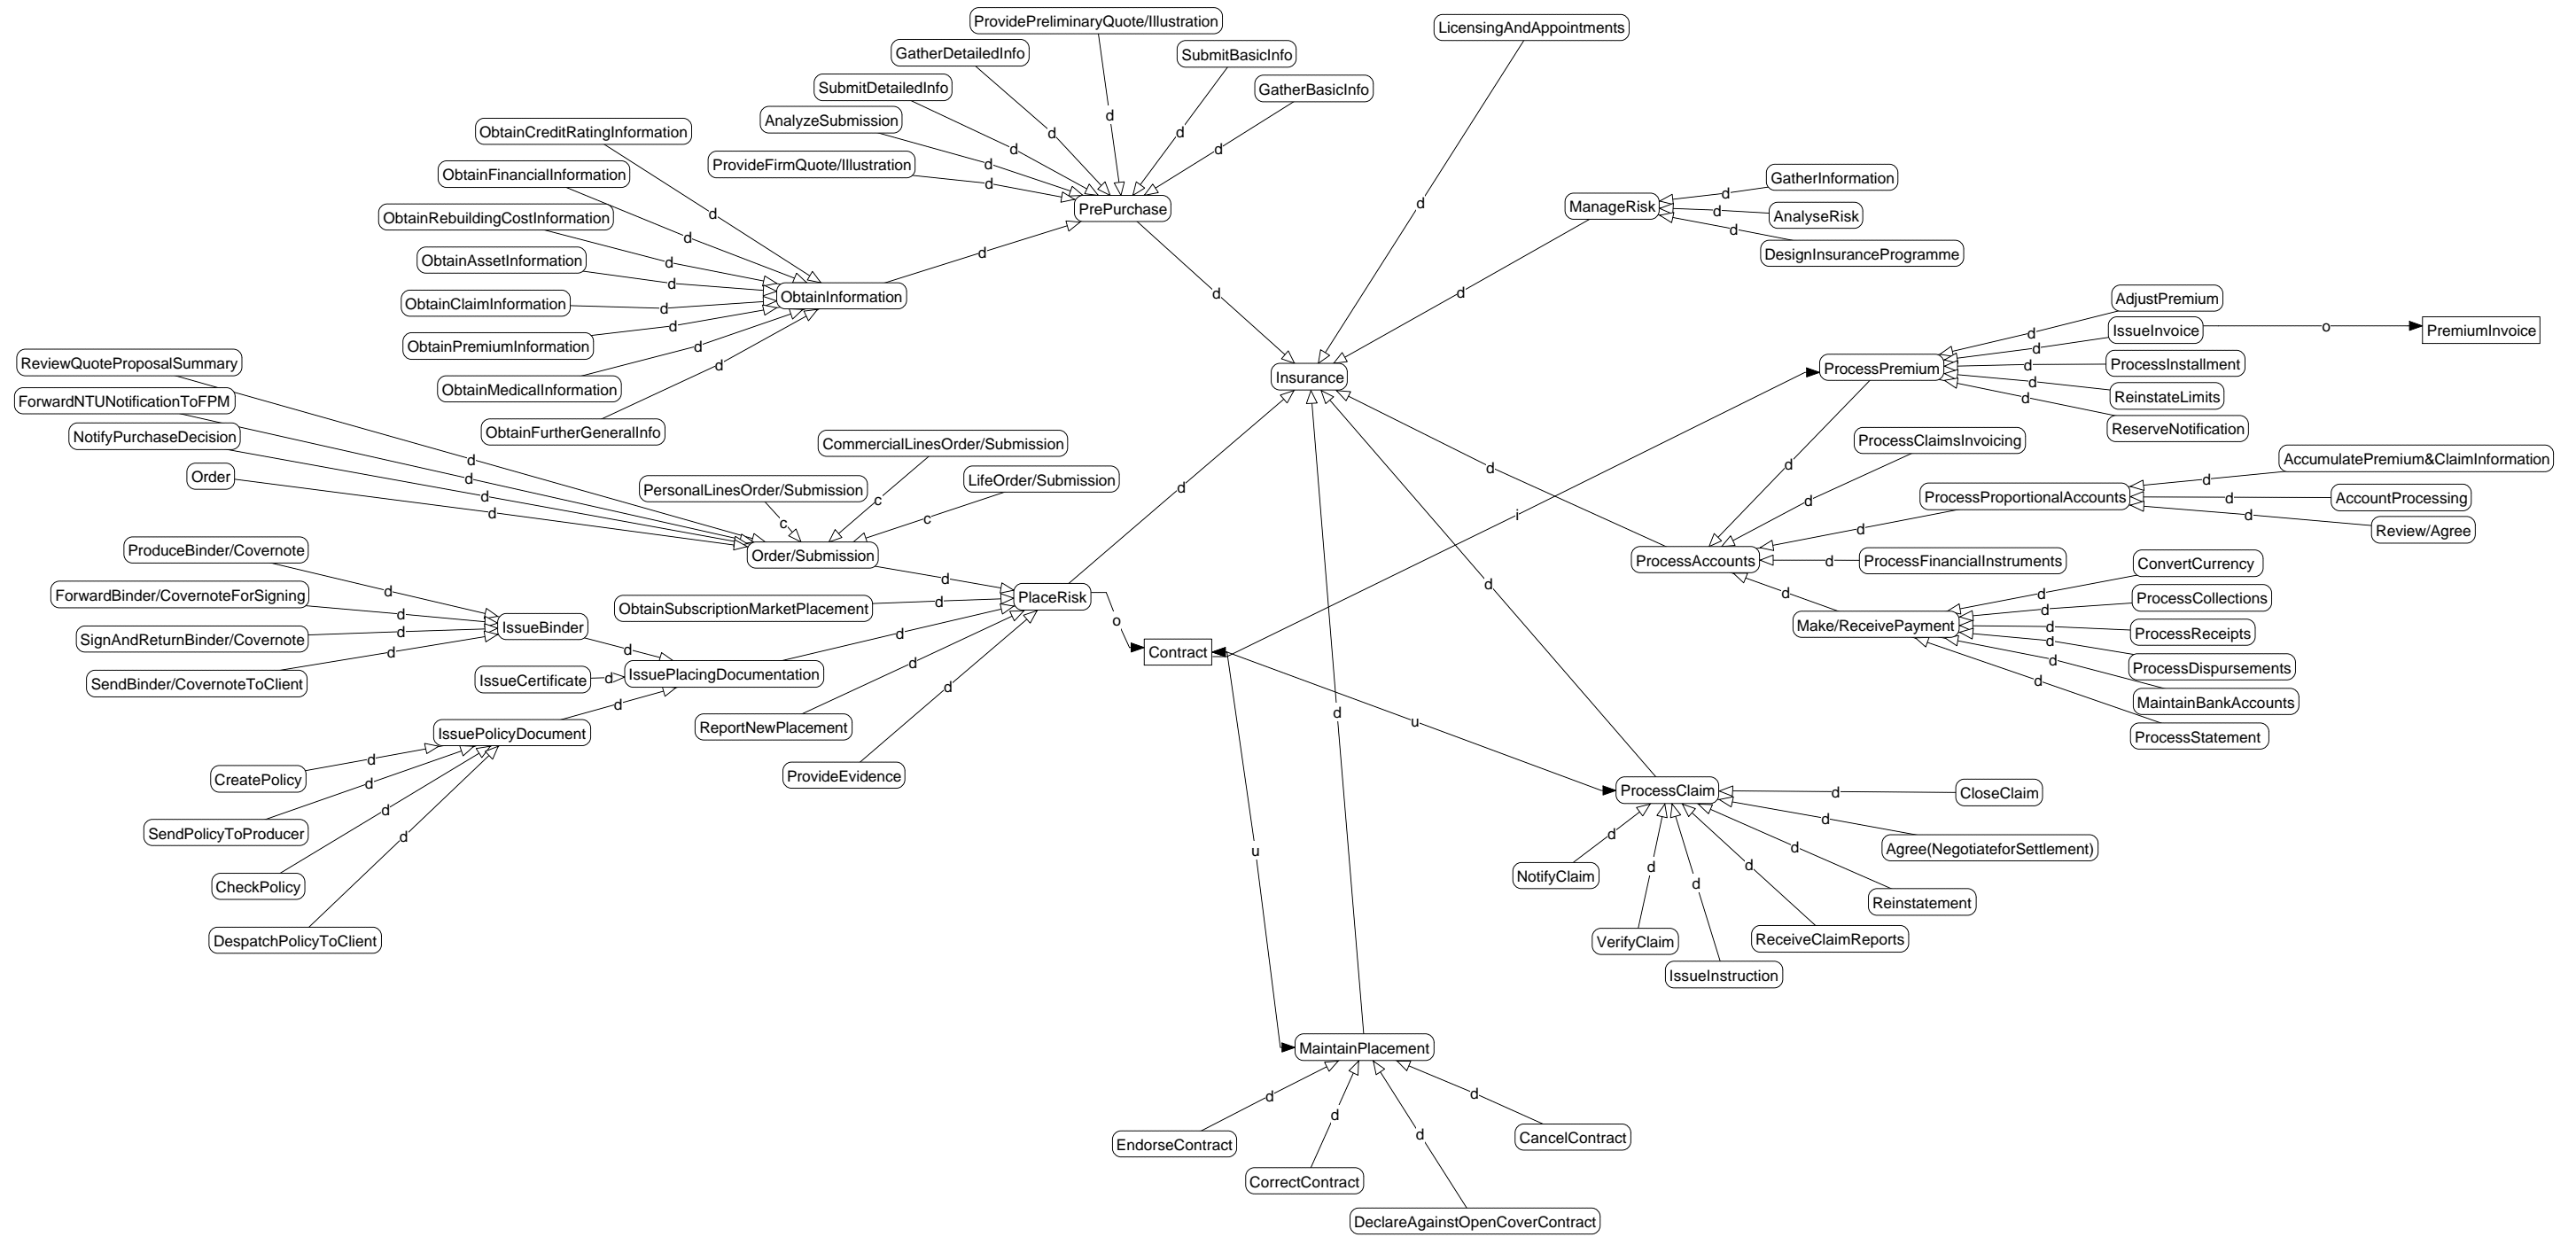 ProvidePreliminaryQuote/Illustration
LicensingAndAppointments
GatherDetailedInfo
SubmitBasicInfo
SubmitDetailedInfo
GatherBasicInfo
AnalyzeSubmission
ObtainCreditRatingInformation
ProvideFirmQuote/Illustration
ObtainFinancialInformation
GatherInformation
ObtainRebuildingCostInformation
PrePurchase
ManageRisk
AnalyseRisk
DesignInsuranceProgramme
ObtainAssetInformation
ObtainInformation
ObtainClaimInformation
AdjustPremium
IssueInvoice
PremiumInvoice
ObtainPremiumInformation
ReviewQuoteProposalSummary
ProcessInstallment
ProcessPremium
Insurance
ObtainMedicalInformation
ReinstateLimits
ForwardNTUNotificationToFPM
ReserveNotification
ObtainFurtherGeneralInfo
NotifyPurchaseDecision
CommercialLinesOrder/Submission
ProcessClaimsInvoicing
AccumulatePremium&ClaimInformation
Order
PersonalLinesOrder/Submission
LifeOrder/Submission
ProcessProportionalAccounts
AccountProcessing
Review/Agree
ProduceBinder/Covernote
Order/Submission
ProcessAccounts
ProcessFinancialInstruments
ConvertCurrency
ForwardBinder/CovernoteForSigning
PlaceRisk
ProcessCollections
ObtainSubscriptionMarketPlacement
IssueBinder
Make/ReceivePayment
ProcessReceipts
SignAndReturnBinder/Covernote
Contract
ProcessDispursements
SendBinder/CovernoteToClient
IssueCertificate
IssuePlacingDocumentation
MaintainBankAccounts
ReportNewPlacement
IssuePolicyDocument
ProcessStatement
CreatePolicy
ProvideEvidence
ProcessClaim
CloseClaim
SendPolicyToProducer
Agree(NegotiateforSettlement)
CheckPolicy
NotifyClaim
Reinstatement
DespatchPolicyToClient
VerifyClaim
ReceiveClaimReports
IssueInstruction
MaintainPlacement
EndorseContract
CancelContract
CorrectContract
DeclareAgainstOpenCoverContract
d
c
o
i
u